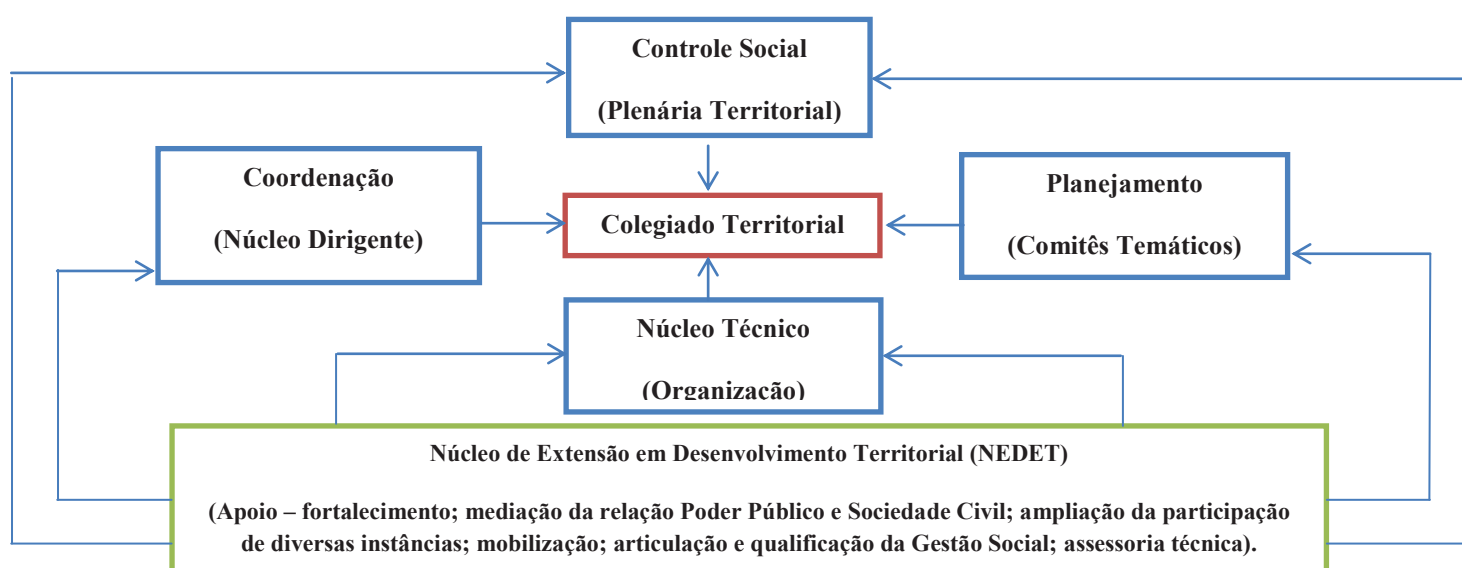 Controle Social
(Plenária Territorial)
Coordenação
(Núcleo Dirigente)
Colegiado Territorial
Planejamento
(Comitês Temáticos)
Núcleo Técnico
(Organização)
Núcleo de Extensão em Desenvolvimento Territorial (NEDET)
(Apoio – fortalecimento; mediação da relação Poder Público e Sociedade Civil; ampliação da participação
de diversas instâncias; mobilização; articulação e qualificação da Gestão Social; assessoria técnica).